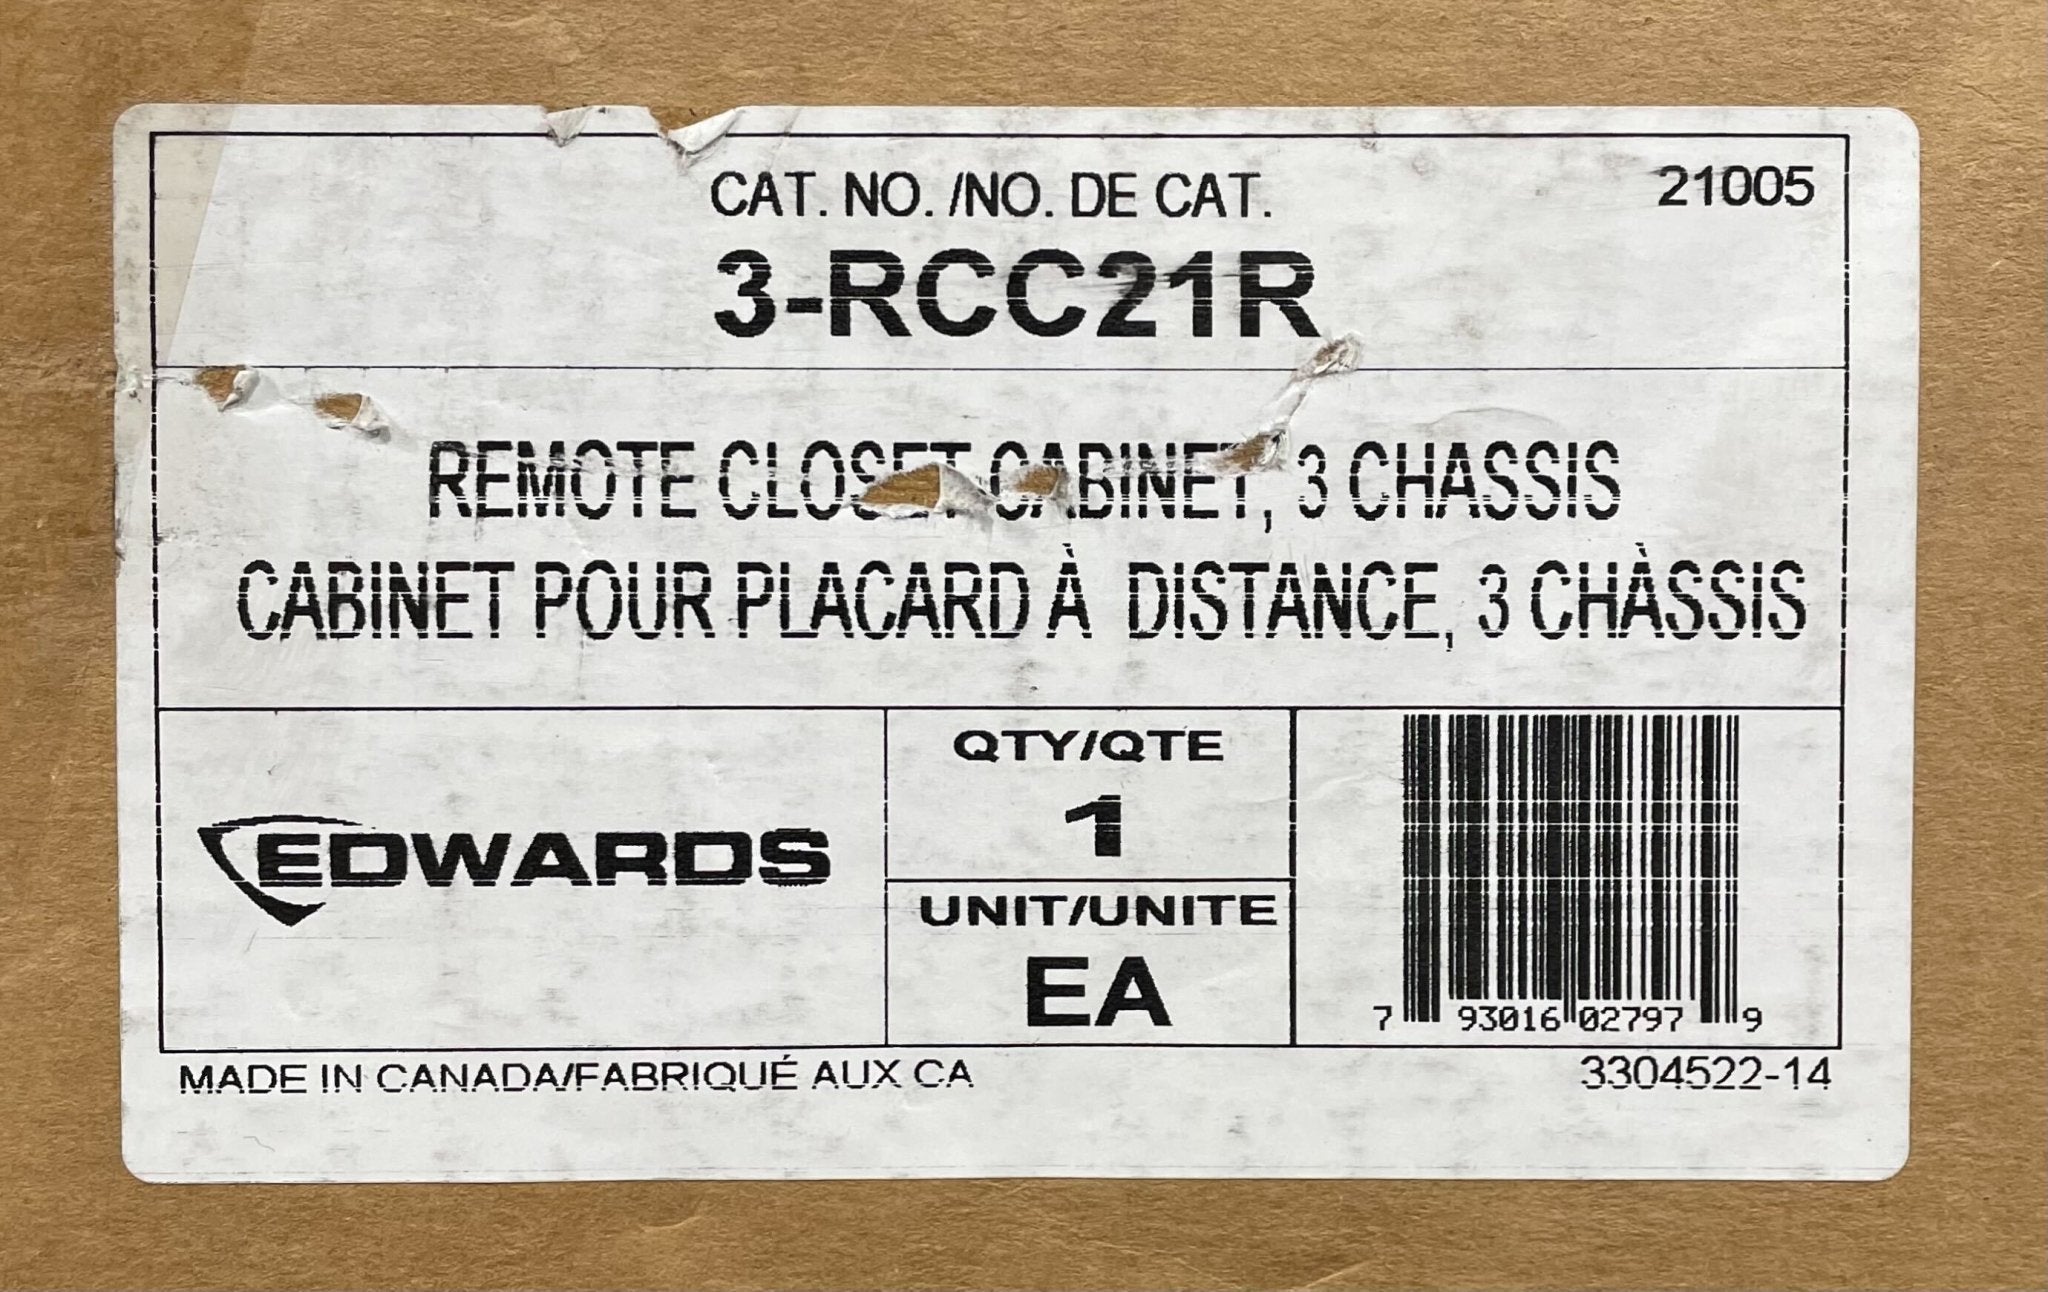 CAT. NO. /NO. DE CAT.
21005
3-RCC21R
REMOTE CLOSET CABINET, 3 CHASSIS
CABINET POUR PLACARD À DISTANCE, 3 CHÀSSIS
EDWARDS
QTY/QTE
1
UNIT/UNITE
EA
7 93016 02797 9
MADE IN CANADA/FABRIQUÉ AUX CA
3304522-14